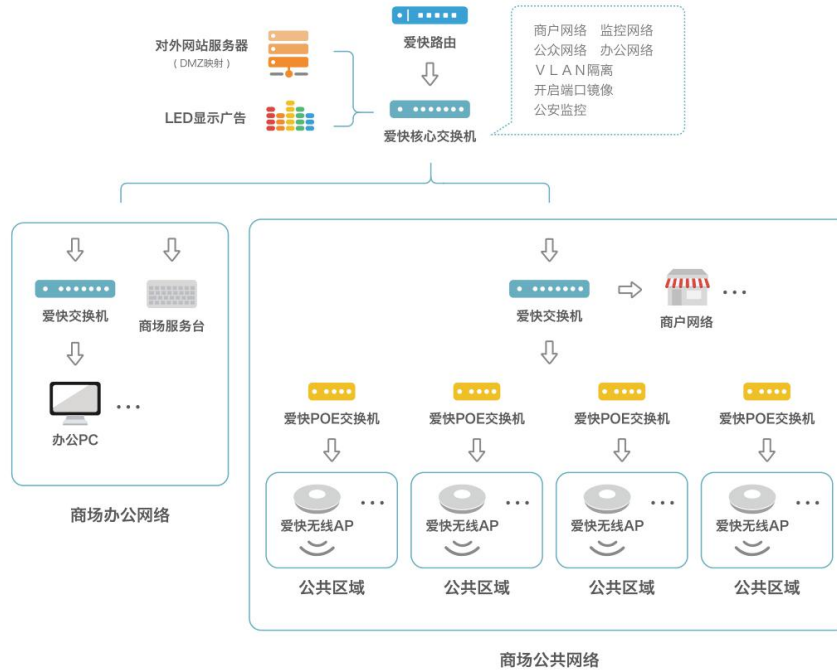 爱快路由
对外网站服务器
（DMZ映射）
LED显示广告
爱快核心交换机
商户网络 监控网络
公众网络 办公网络
ＶＬＡＮ隔离
开启端口镜像
公安监控
爱快交换机
商场服务台
办公PC
商场办公网络
爱快交换机
商户网络
爱快POE交换机
爱快POE交换机
爱快POE交换机
爱快POE交换机
爱快无线AP
爱快无线AP
爱快无线AP
爱快无线AP
公共区域
公共区域
公共区域
公共区域
商场公共网络